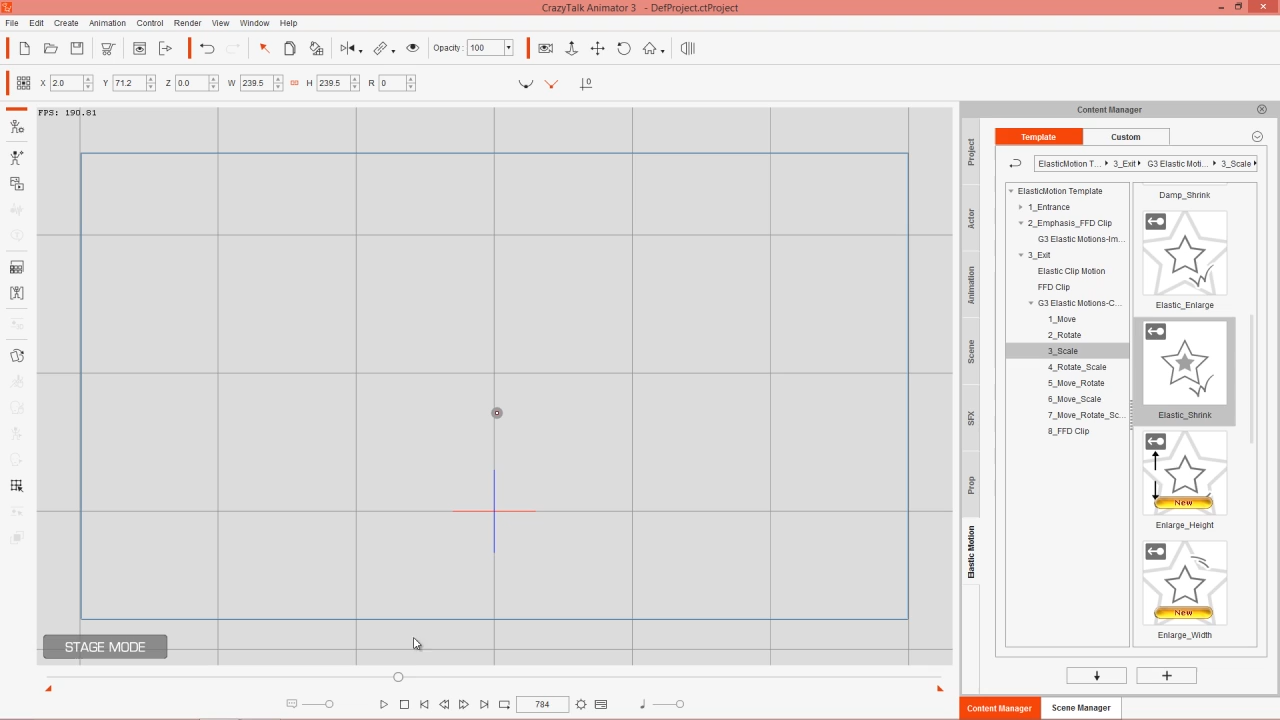 CrazyTalk Animator 3 - DefProject.ctProject
File Edit Create Animation Control Render View Window Help
Opacity : 100
X 2.0 Y 71.2 Z 0.0 W 239.5 H 239.5 R 0
FPS: 190.81
Content Manager
Template Custom
ElasticMotion T... 3_Exit G3 Elastic Moti... 3_Scale
Project
Actor
Animation
Scene
SFX
Prop
Elastic Motion
ElasticMotion Template
1_Entrance
2_Emphasis_FFD Clip
G3 Elastic Motions-Im...
3_Exit
Elastic Clip Motion
FFD Clip
G3 Elastic Motions-C...
1_Move
2_Rotate
3_Scale
4_Rotate_Scale
5_Move_Rotate
6_Move_Scale
7_Move_Rotate_Sc...
8_FFD Clip
Damp_Shrink
Elastic_Enlarge
Elastic_Shrink
New
Enlarge_Height
New
Enlarge_Width
STAGE MODE
784
Content Manager Scene Manager